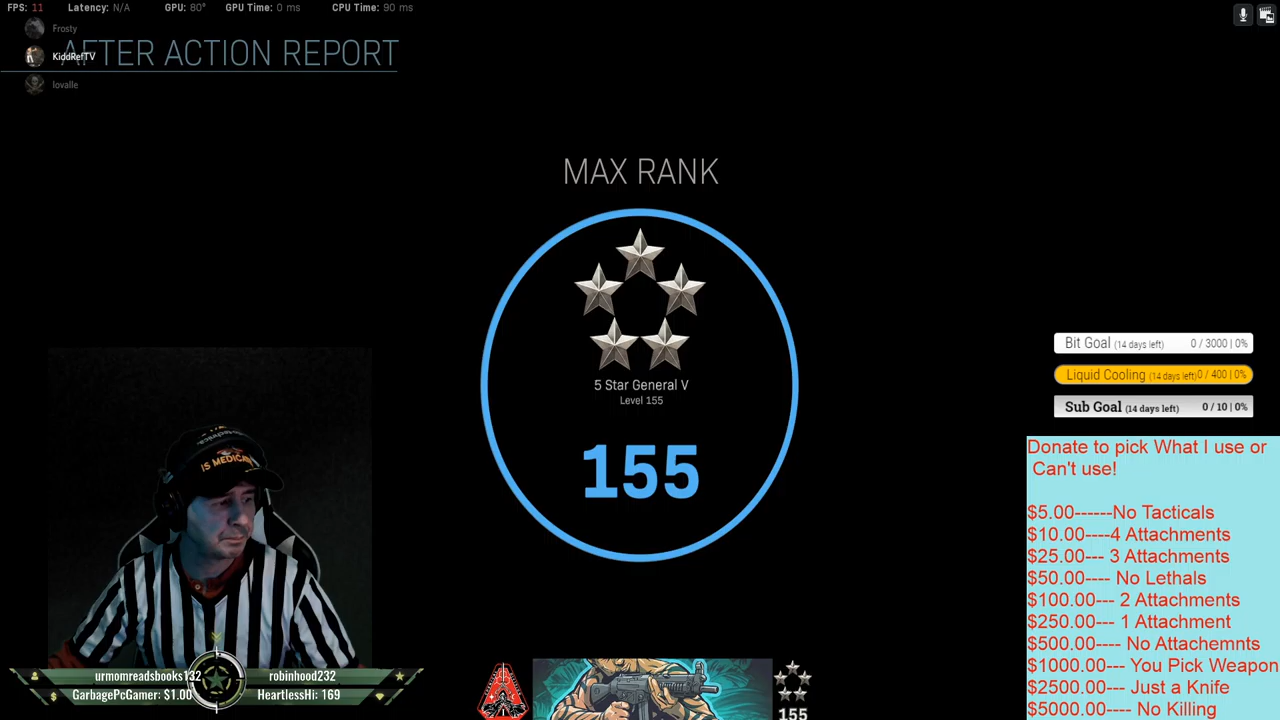 FPS: 11 Latency: N/A GPU: 80° GPU Time: 0 ms CPU Time: 90 ms
Frosty
AFTER ACTION REPORT
KiddRefTV
lovalle
MAX RANK
5 Star General V
Level 155
155
Bit Goal (14 days left) 0 / 3000 | 0%
Liquid Cooling (14 days left) 0 / 400 | 0%
Sub Goal (14 days left) 0 / 10 | 0%
Donate to pick What I use or
Can't use!
$5.00------No Tacticals
$10.00----4 Attachments
$25.00--- 3 Attachments
$50.00---- No Lethals
$100.00--- 2 Attachments
$250.00--- 1 Attachment
$500.00---- No Attachemnts
$1000.00--- You Pick Weapon
$2500.00--- Just a Knife
$5000.00---- No Killing
IS MEDICAL
urmomreadsbooks132 robinhood232
GarbagePcGamer: $1.00 HeartlessHi: 169
155